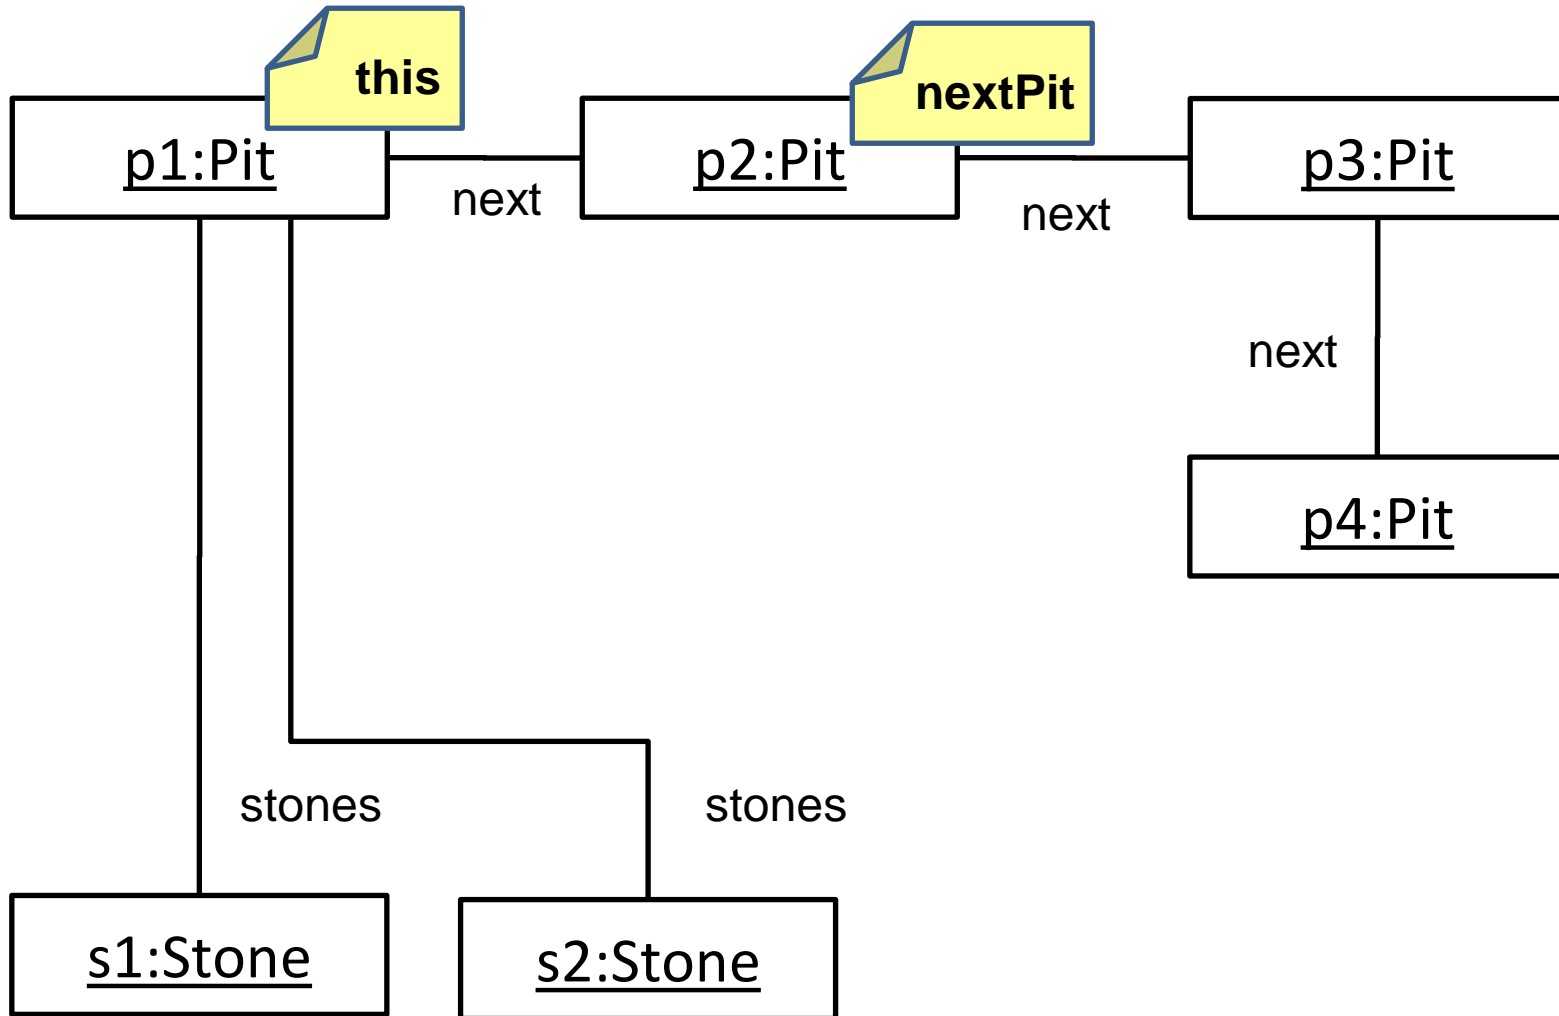 this
nextPit
p1:Pit
p2:Pit
p3:Pit
next
next
next
p4:Pit
stones
stones
s1:Stone
s2:Stone